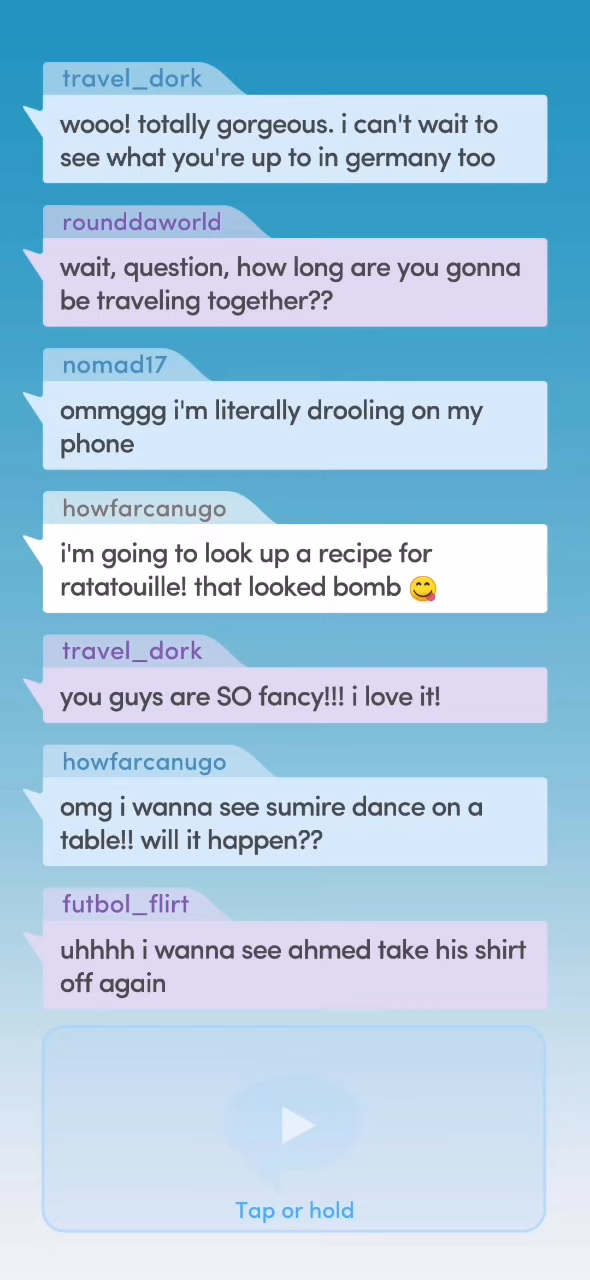 travel_dork
wooo! totally gorgeous. i can't wait to
see what you're up to in germany too
rounddaworld
wait, question, how long are you gonna
be traveling together??
nomad17
ommggg i'm literally drooling on my
phone
howfarcanugo
i'm going to look up a recipe for
ratatouille! that looked bomb 😋
travel_dork
you guys are SO fancy!!! i love it!
howfarcanugo
omg i wanna see sumire dance on a
table!! will it happen??
futbol_flirt
uhhhh i wanna see ahmed take his shirt
off again
Tap or hold